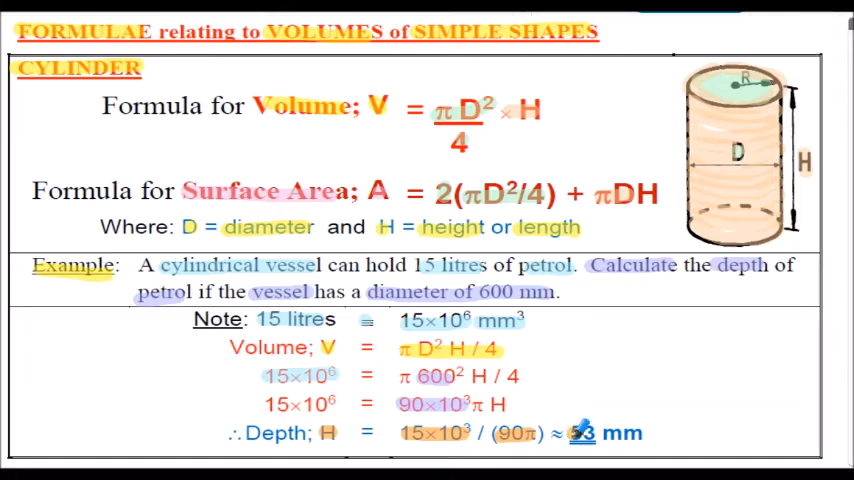 FORMULAE relating to VOLUMES of SIMPLE SHAPES
CYLINDER
Formula for Volume; V = π D² × H
4
Formula for Surface Area; A = 2(πD²/4) + πDH
Where: D = diameter and H = height or length
R
D
H
Example: A cylindrical vessel can hold 15 litres of petrol. Calculate the depth of
petrol if the vessel has a diameter of 600 mm.
Note: 15 litres ≡ 15×10⁶ mm³
Volume; V = π D² H / 4
15×10⁶ = π 600² H / 4
15×10⁶ = 90×10³π H
∴Depth; H = 15×10³ / (90π) ≈ 53 mm